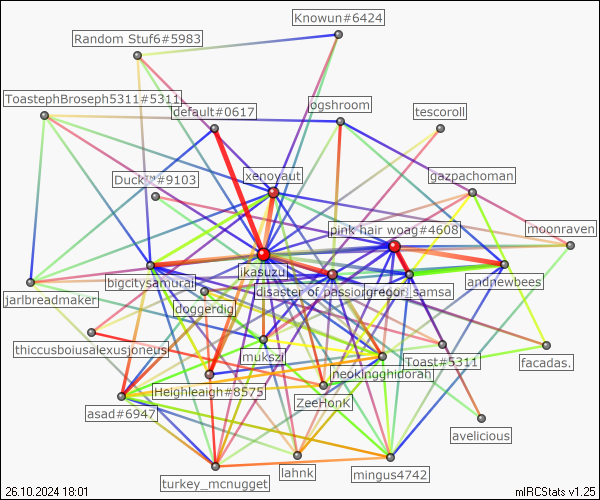 Knowun#6424
Random Stuf6#5983
ToastephBroseph5311#5311
default#0617
ogshroom
tescoroll
Duck™#9103
xenoyaut
gazpachoman
pink hair woag#4608
moonraven
ikasuzu
bigcitysamurai
disaster of passion
gregor_samsa
andnewbees
jarlbreadmaker
doggerdig
thiccusboiusalexusjoneus
mukszi
neokingghidorah
Toast#5311
facadas.
Heighleaigh#8575
ZeeHonK
asad#6947
avelicious
turkey_mcnugget
lahnk
mingus4742
26.10.2024 18:01
mIRCStats v1.25